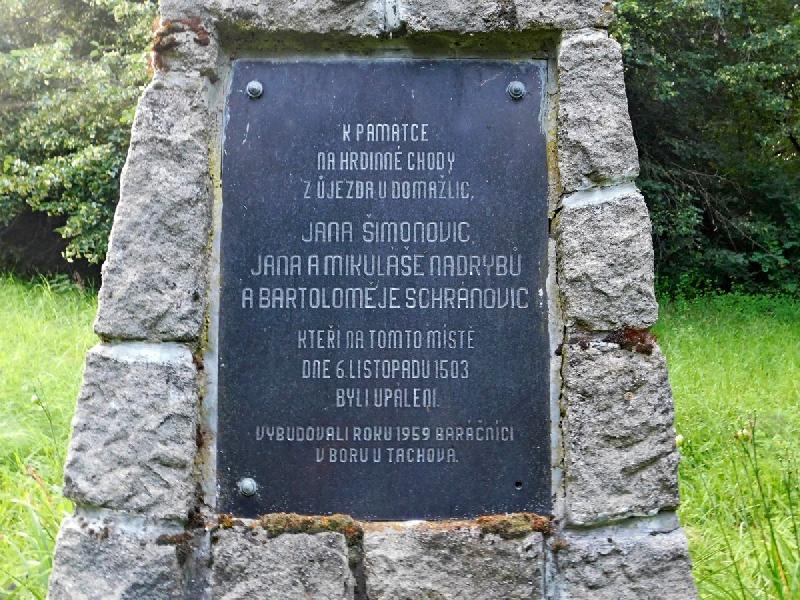 K PAMÁTCE
NA HRDINNÉ CHODY
Z ÚJEZDA U DOMAŽLIC,
JANA ŠIMONOVIC,
JANA A MIKULÁŠE NADRYBŮ
A BARTOLOMĚJE SCHRÁNOVIC
KTEŘÍ NA TOMTO MÍSTĚ
DNE 6. LISTOPADU 1503
BYLI UPÁLENI.
VYBUDOVALI ROKU 1959 BARÁČNÍCI
V BORU U TACHOVA.